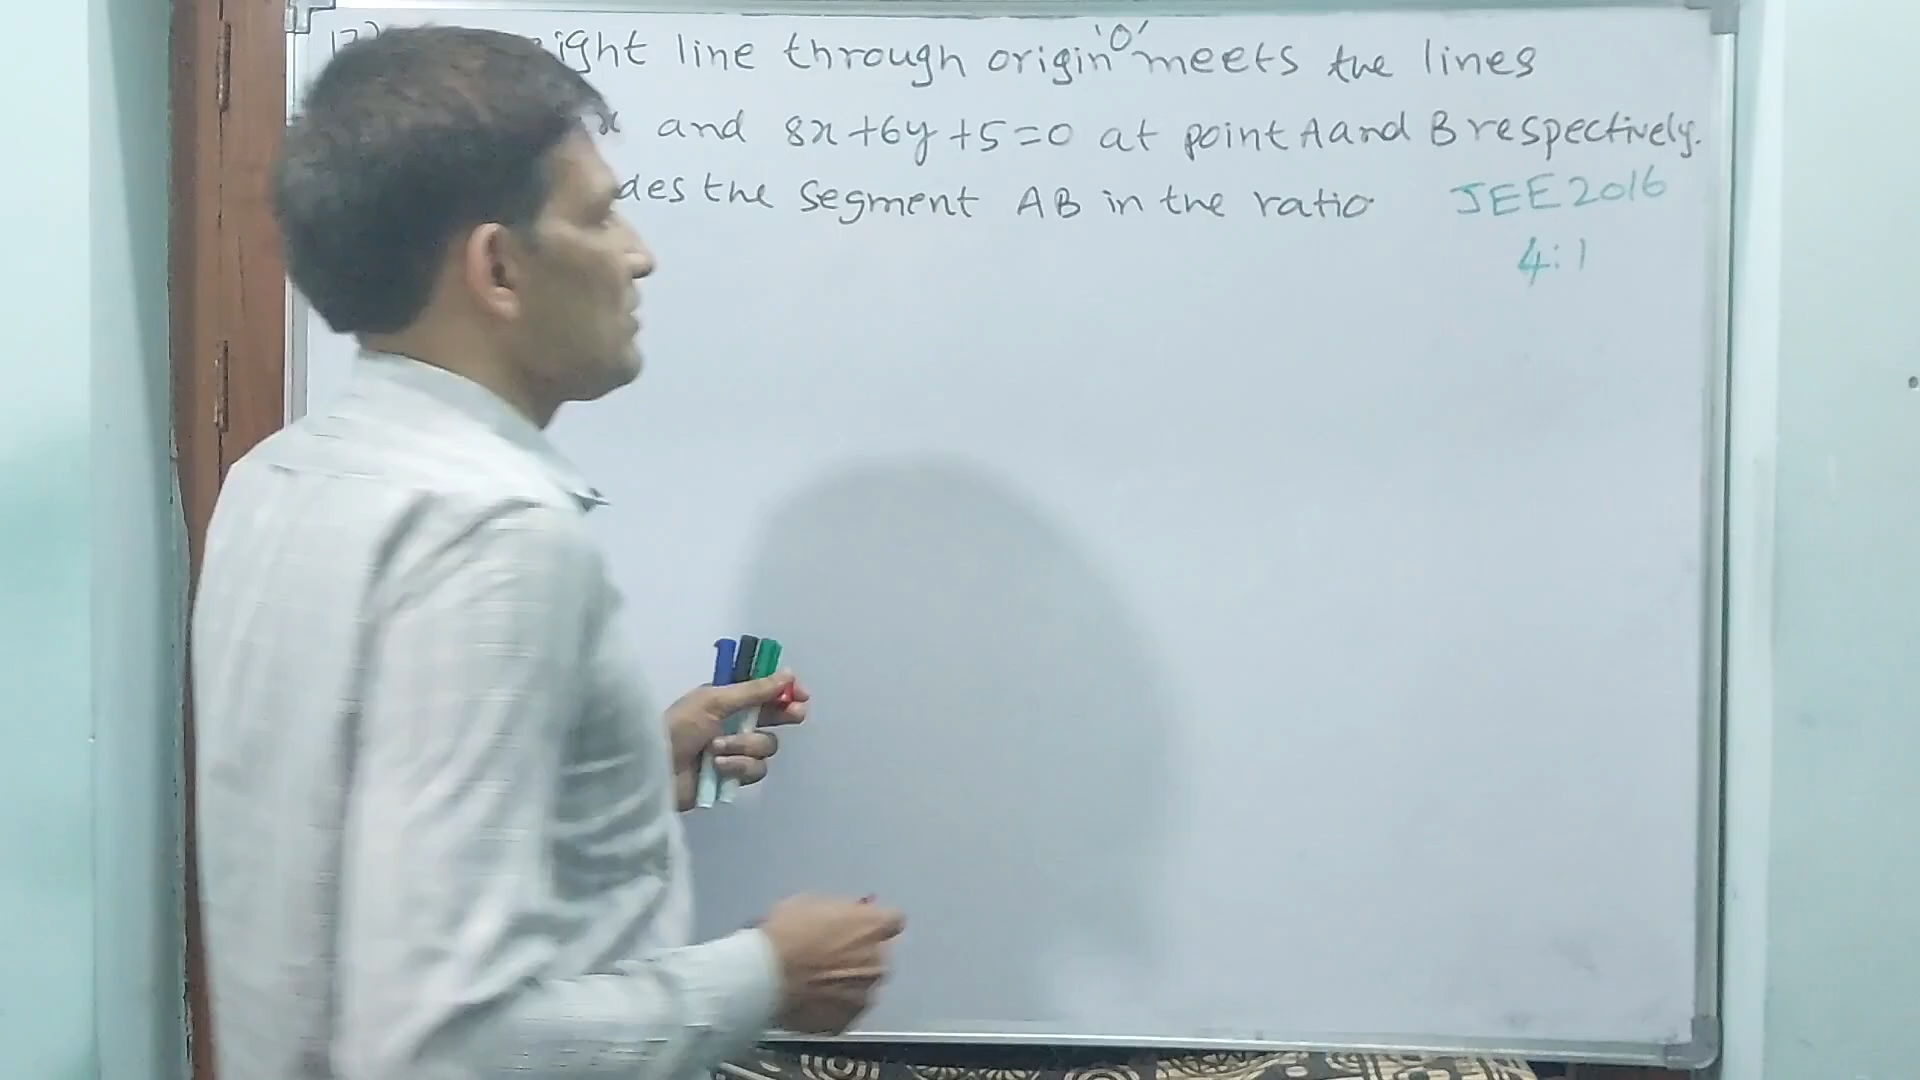 17) ight line through origin 'O' meets the lines
x and 8x+6y+5=0 at point A and B respectively.
des the segment AB in the ratio JEE 2016
4:1